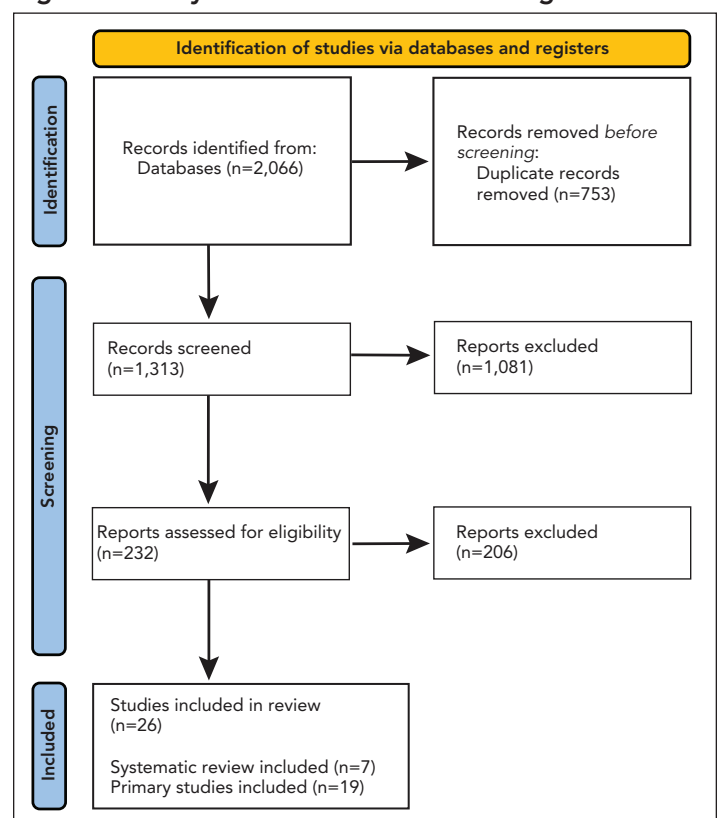 Identification of studies via databases and registers
Identification
Records identified from:
Databases (n=2,066)
Records removed before
screening:
Duplicate records
removed (n=753)
Screening
Records screened
(n=1,313)
Reports excluded
(n=1,081)
Reports assessed for eligibility
(n=232)
Reports excluded
(n=206)
Included
Studies included in review
(n=26)
Systematic review included (n=7)
Primary studies included (n=19)